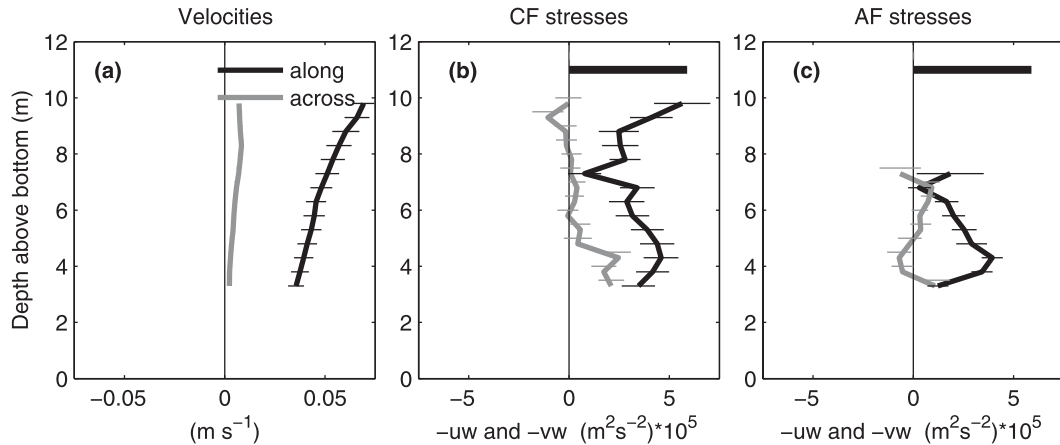 Velocities
CF stresses
AF stresses
Depth above bottom (m)
12
10
8
6
4
2
0
(a)
along
across
−0.05
0
0.05
(m s⁻¹)
12
10
8
6
4
2
0
(b)
−5
0
5
−uw and −vw (m²s⁻²)*10⁵
12
10
8
6
4
2
0
(c)
−5
0
5
−uw and −vw (m²s⁻²)*10⁵